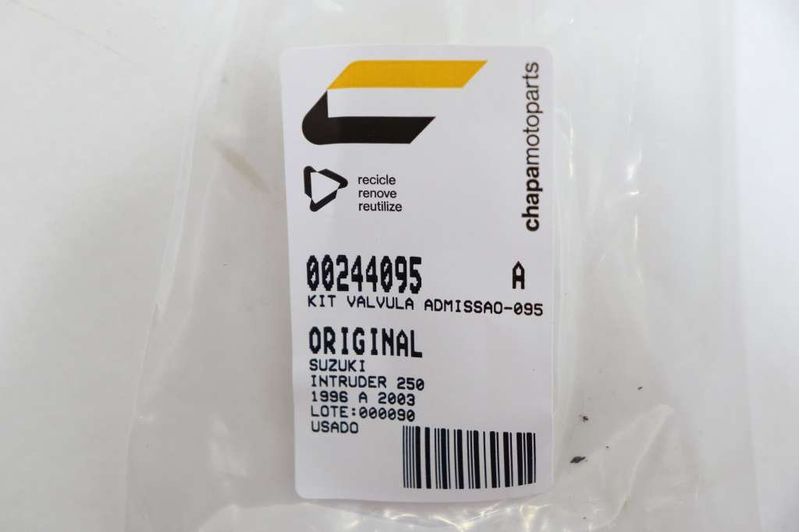 chapamotoparts
recicle
renove
reutilize
00244095 A
KIT VALVULA ADMISSAO-095
ORIGINAL
SUZUKI
INTRUDER 250
1996 A 2003
LOTE:000090
USADO